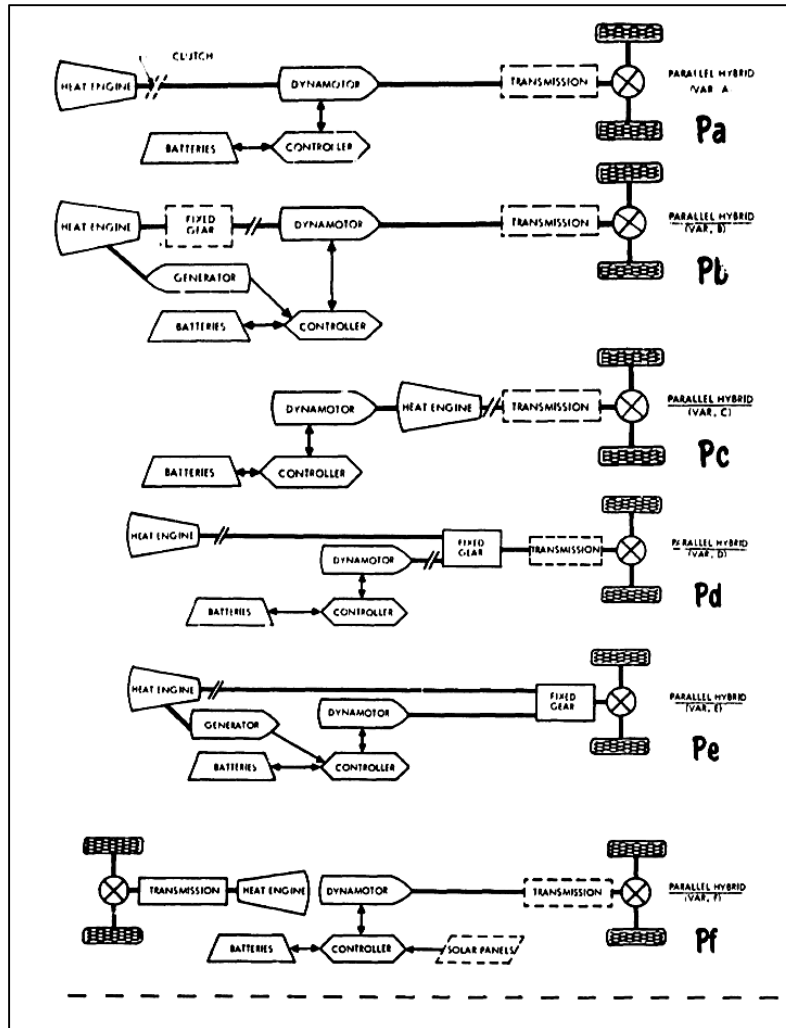 CLUTCH
HEAT ENGINE
DYNAMOTOR
TRANSMISSION
PARALLEL HYBRID
(VAR. A
BATTERIES
CONTROLLER
Pa
HEAT ENGINE
FIXED
GEAR
DYNAMOTOR
TRANSMISSION
PARALLEL HYBRID
(VAR. B)
GENERATOR
BATTERIES
CONTROLLER
Pb
DYNAMOTOR
HEAT ENGINE
TRANSMISSION
PARALLEL HYBRID
(VAR. C)
BATTERIES
CONTROLLER
Pc
HEAT ENGINE
FIXED
GEAR
DYNAMOTOR
TRANSMISSION
PARALLEL HYBRID
(VAR, D)
BATTERIES
CONTROLLER
Pd
HEAT ENGINE
FIXED
GEAR
GENERATOR
DYNAMOTOR
PARALLEL HYBRID
(VAR, E)
BATTERIES
CONTROLLER
Pe
TRANSMISSION
HEAT ENGINE
DYNAMOTOR
TRANSMISSION
PARALLEL HYBRID
(VAR, F)
BATTERIES
CONTROLLER
SOLAR PANELS
Pf